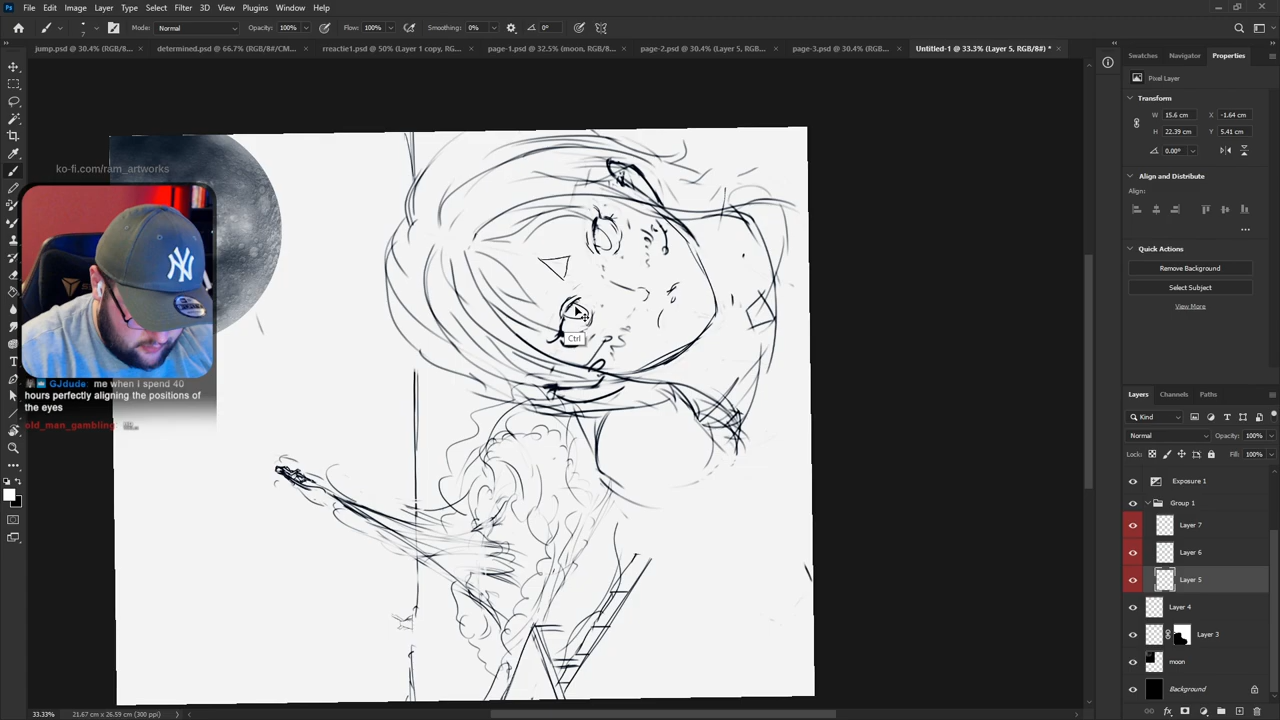 File Edit Image Layer Type Select Filter 3D View Plugins Window Help
7 Mode: Normal Opacity: 100% Flow: 100% Smoothing: 0% 0°
jump.psd @ 30.4% (RGB/8... determined.psd @ 66.7% (RGB/8#/CM... rreactie1.psd @ 50% (Layer 1 copy, RG... page-1.psd @ 32.5% (moon, RGB/8... page-2.psd @ 30.4% (Layer 5, RGB/... page-3.psd @ 30.4% (RGB/... Untitled-1 @ 33.3% (Layer 5, RGB/8#) *
Swatches Navigator Properties
Pixel Layer
Transform
W 15.6 cm X -1.64 cm
H 22.39 cm Y 5.41 cm
0.00°
Align and Distribute
Align:
Quick Actions
Remove Background
Select Subject
View More
ko-fi.com/ram_artworks
NY
Ctrl
GJdude: me when i spend 40
hours perfectly aligning the positions of
the eyes
old_man_gambling:
Layers Channels Paths
Kind
Normal Opacity: 100%
Lock: Fill: 100%
Exposure 1
Group 1
Layer 7
Layer 6
Layer 5
Layer 4
Layer 3
moon
Background
33.33% 21.67 cm x 26.59 cm (300 ppi)